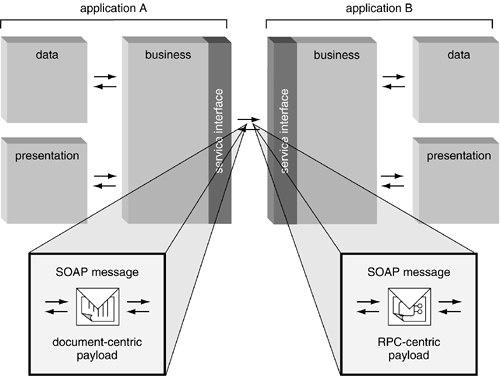 application A
application B
data
business
service interface
presentation
service interface
business
data
presentation
SOAP message
document-centric
payload
SOAP message
RPC-centric
payload